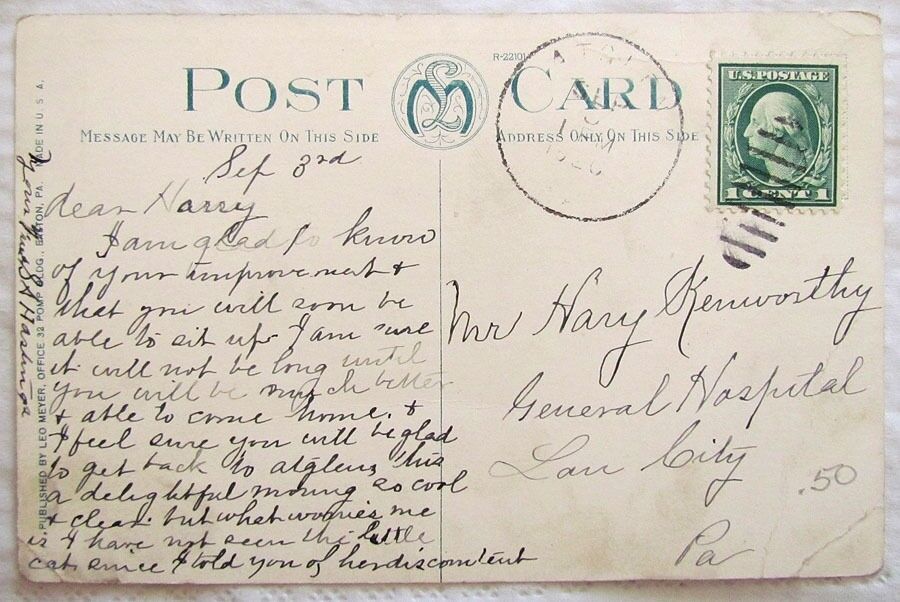 POST CARD
R-22101
MESSAGE MAY BE WRITTEN ON THIS SIDE
ADDRESS ONLY ON THIS SIDE
U.S. POSTAGE
1 CENT 1
Sep 3rd
dear Harry
I am glad to know
of your improvement &
that you will soon be
able to sit up I am sure
it will not be long until
you will be much better
& able to come home. &
I feel sure you will be glad
to get back to atglen, this
a delightful morning so cool
& clear. but what worries me
is I have not seen the little
cat since I told you of her discontent
your friend
Mr Hary Kenworthy
General Hospital
Lan City
Pa
.50
PUBLISHED BY LEO MEYER, OFFICE 32 POMP BLDG., EASTON, PA. MADE IN U.S.A.